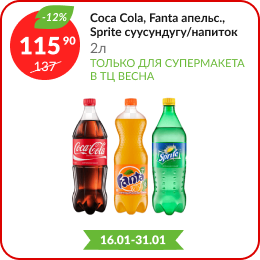 -12%
115 90
137
Coca Cola, Fanta апельс.,
Sprite суусундугу/напиток
2л
ТОЛЬКО ДЛЯ СУПЕРМАКЕТА
В ТЦ ВЕСНА
Coca-Cola
Fanta
Sprite
16.01-31.01